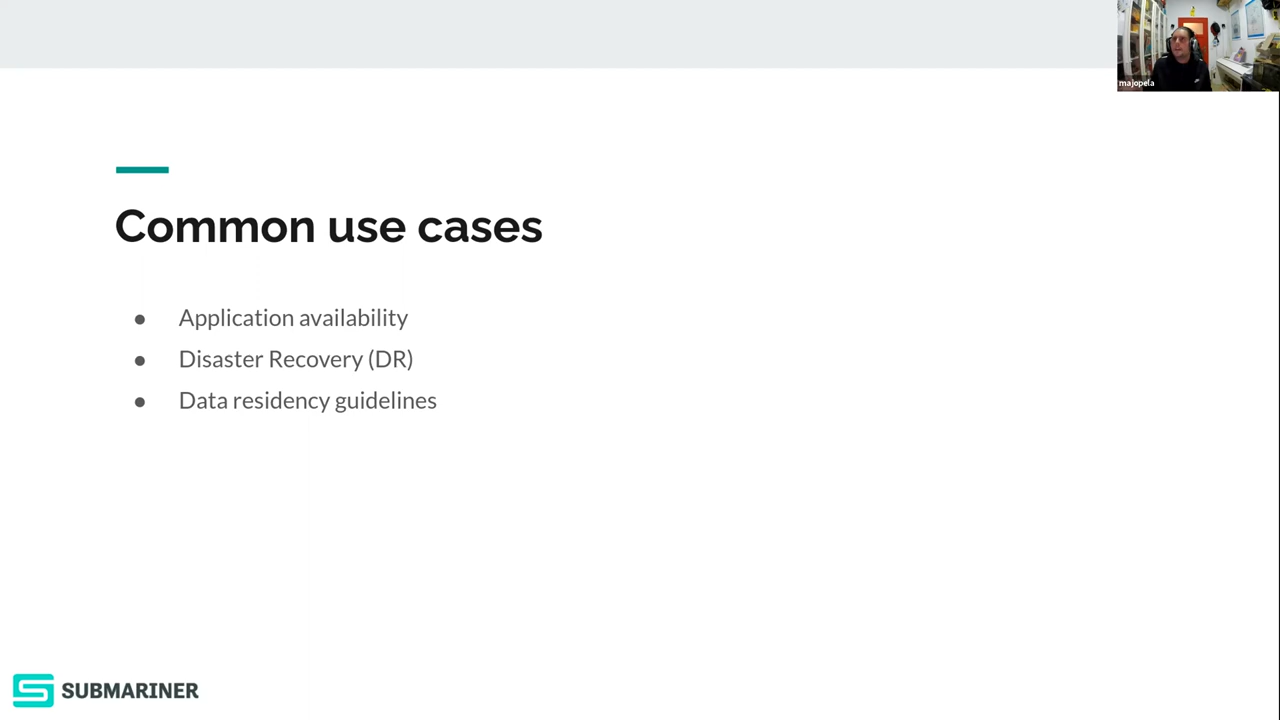 majopela
Common use cases
● Application availability
● Disaster Recovery (DR)
● Data residency guidelines
SUBMARINER